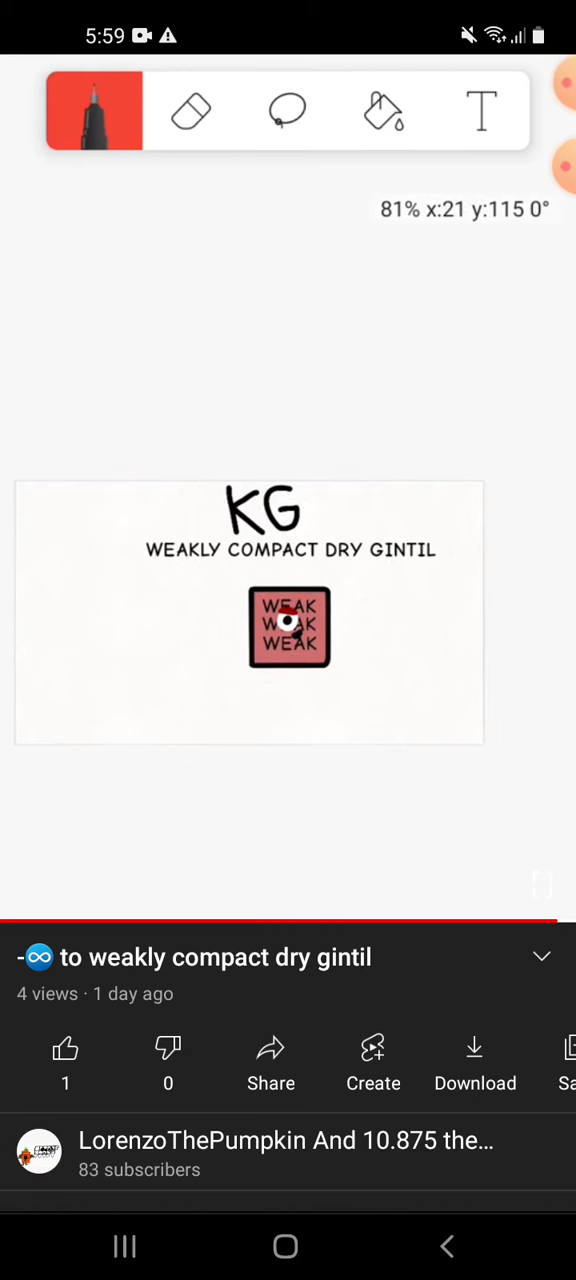 5:59
T
81% x:21 y:115 0°
KG
WEAKLY COMPACT DRY GINTIL
WEAK
WEAK
WEAK
-♾️ to weakly compact dry gintil
4 views · 1 day ago
1
0
Share
Create
Download
Sa
LorenzoThePumpkin And 10.875 the...
83 subscribers